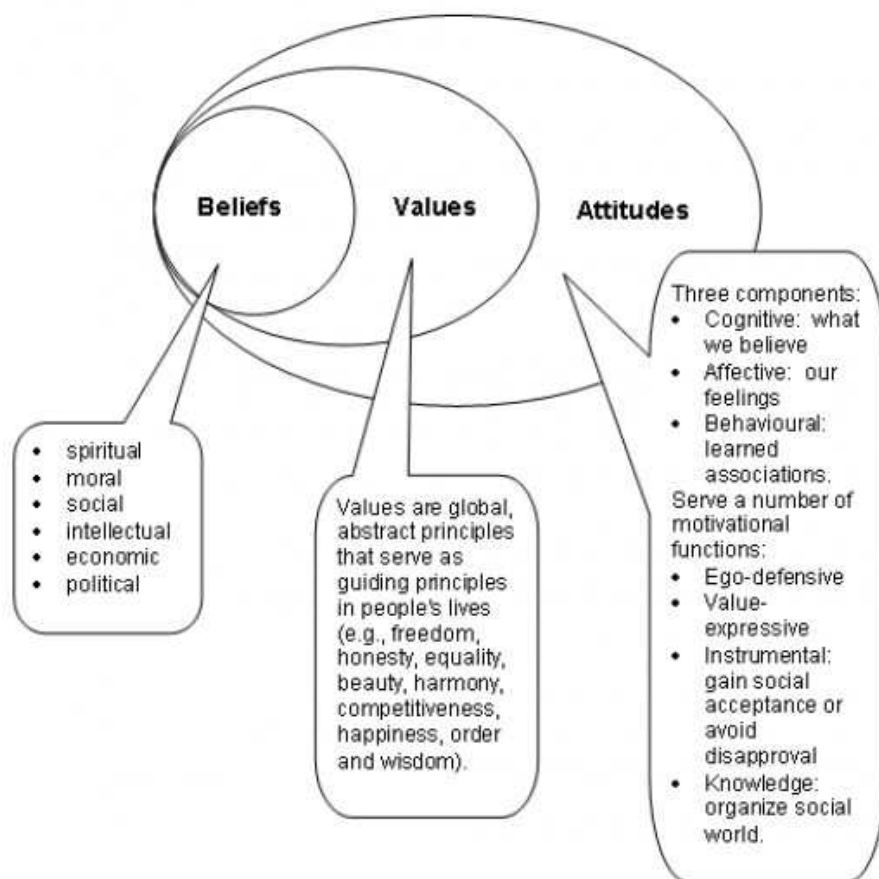 Beliefs
Values
Attitudes
• spiritual
• moral
• social
• intellectual
• economic
• political
Values are global,
abstract principles
that serve as
guiding principles
in people's lives
(e.g., freedom,
honesty, equality,
beauty, harmony,
competitiveness,
happiness, order
and wisdom).
Three components:
• Cognitive: what
we believe
• Affective: our
feelings
• Behavioural:
learned
associations.
Serve a number of
motivational
functions:
• Ego-defensive
• Value-
expressive
• Instrumental:
gain social
acceptance or
avoid
disapproval
• Knowledge:
organize social
world.